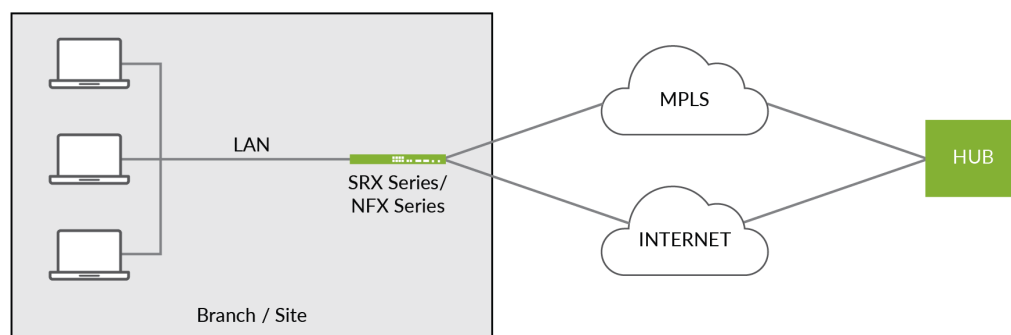 MPLS
LAN
HUB
SRX Series/
NFX Series
INTERNET
Branch / Site